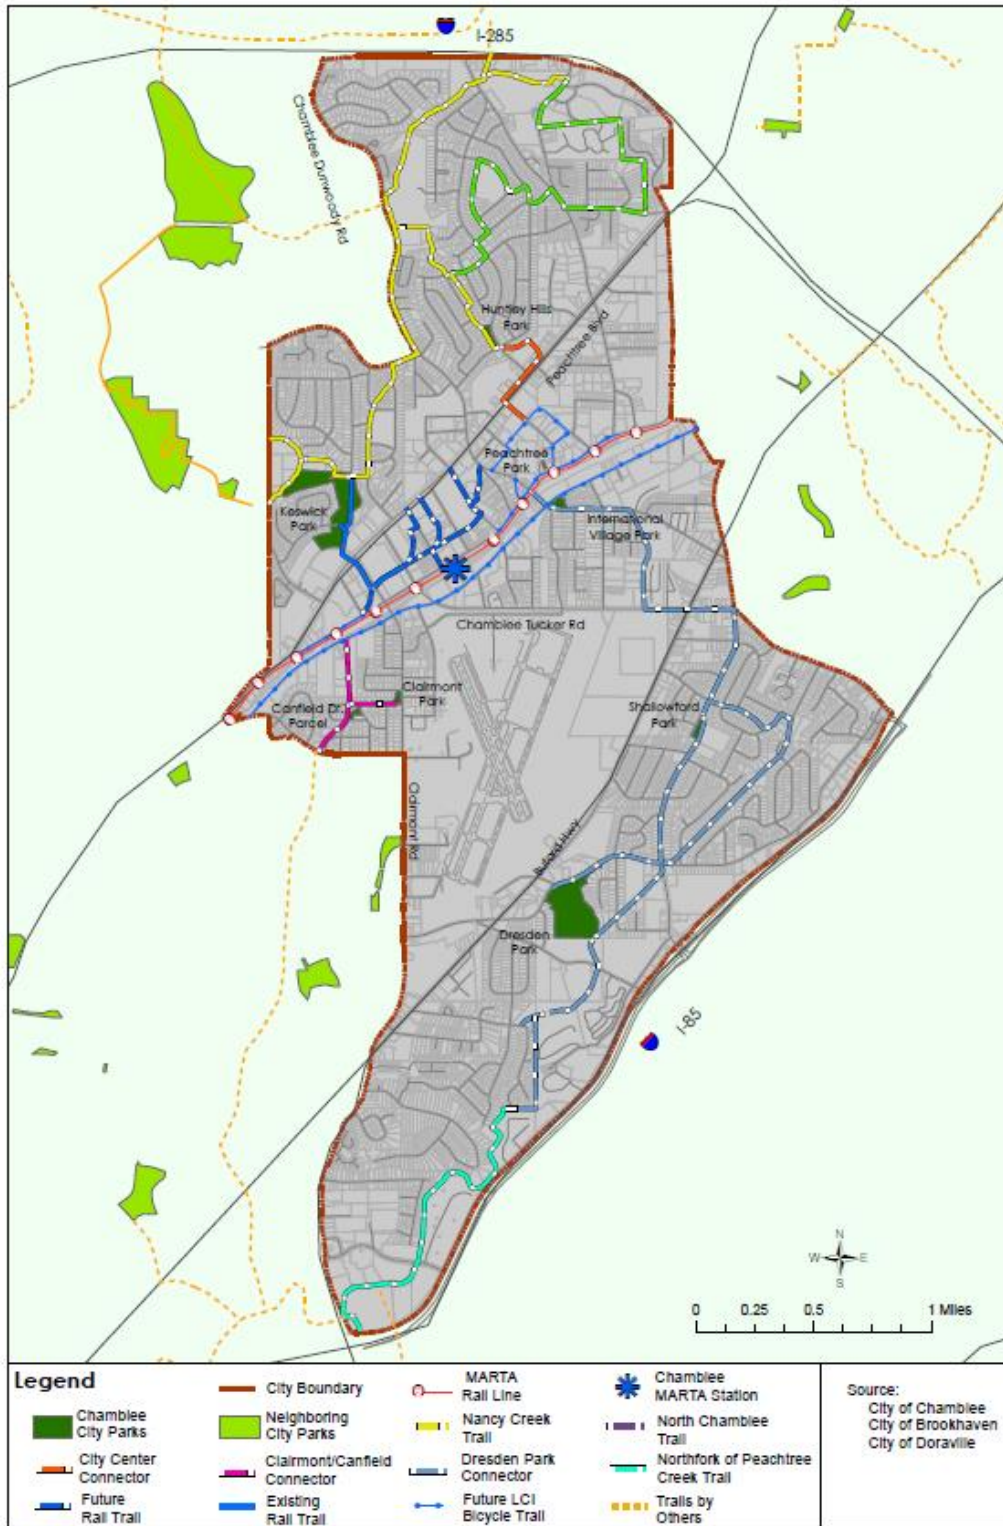 I-285
Chamblee Dunwoody Rd
Huntley Hills
Park
Peachtree Blvd
Peachtree
Park
Keswick
Park
International
Village Park
Chamblee Tucker Rd
Clairmont
Park
Canfield Dr.
Parcel
Shallowford
Park
Clairmont Rd
Buford Hwy
Dresden
Park
I-85
N
W E
S
0 0.25 0.5 1 Miles
Legend
Chamblee
City Parks
City Center
Connector
Future
Rail Trail
City Boundary
Neighboring
City Parks
Clairmont/Canfield
Connector
Existing
Rail Trail
MARTA
Rail Line
Nancy Creek
Trail
Dresden Park
Connector
Future LCI
Bicycle Trail
Chamblee
MARTA Station
North Chamblee
Trail
Northfork of Peachtree
Creek Trail
Trails by
Others
Source:
City of Chamblee
City of Brookhaven
City of Doraville